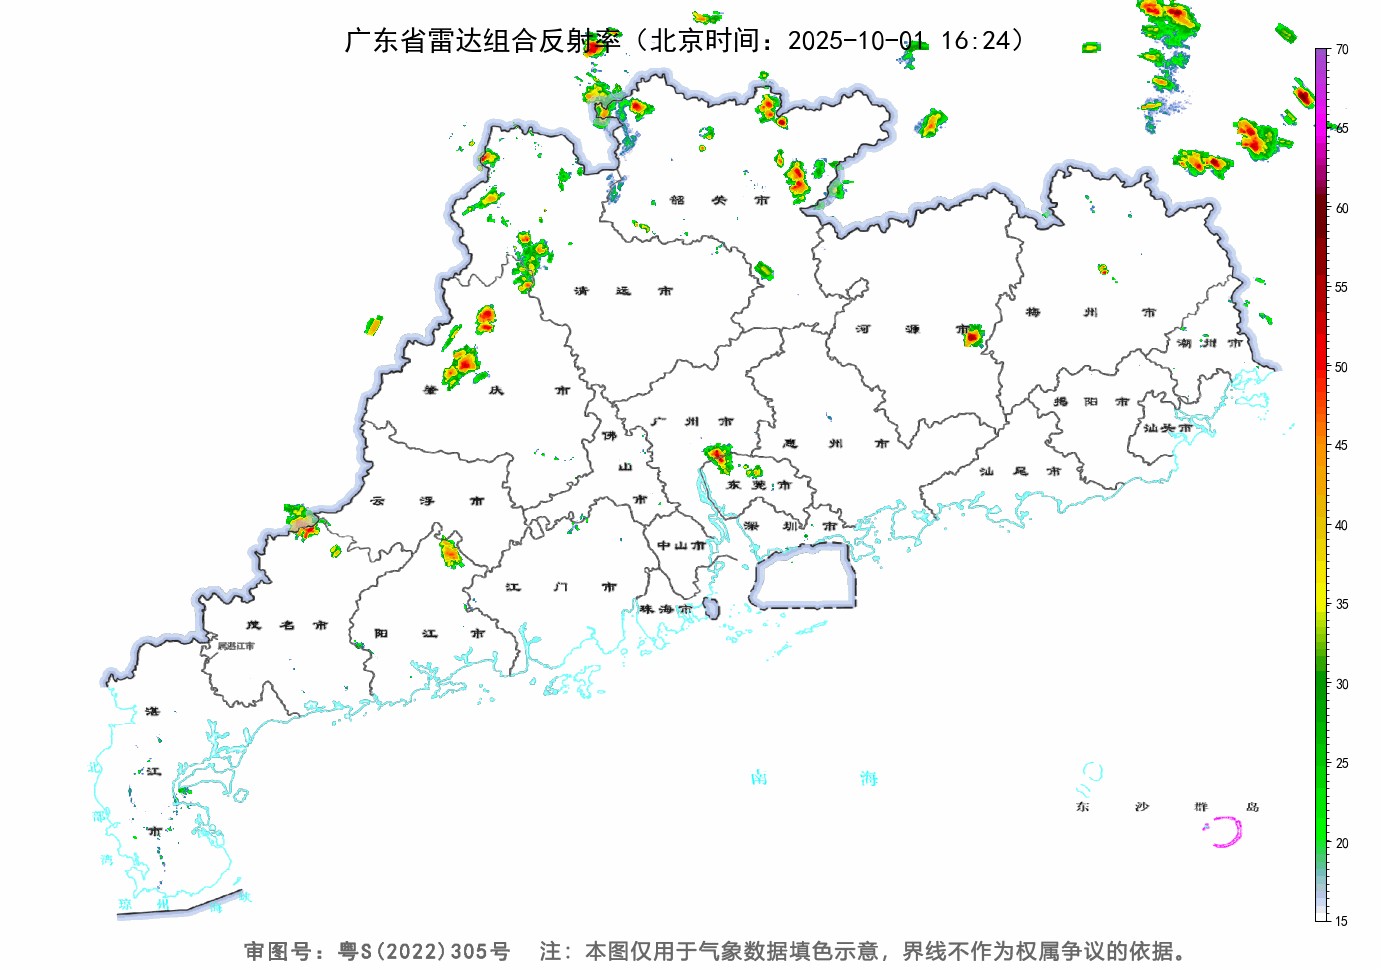 广东省雷达组合反射率（北京时间：2025-10-01 16:24）
70
65
60
55
50
45
40
35
30
25
20
15
韶关市
清远市
河源市
梅州市
潮州市
肇庆市
广州市
佛山市
惠州市
揭阳市
汕头市
汕尾市
云浮市
东莞市
深圳市
中山市
江门市
珠海市
茂名市
阳江市
属湛江市
湛江市
北部湾
琼州海峡
南海
东沙群岛
审图号：粤S(2022)305号 注：本图仅用于气象数据填色示意，界线不作为权属争议的依据。